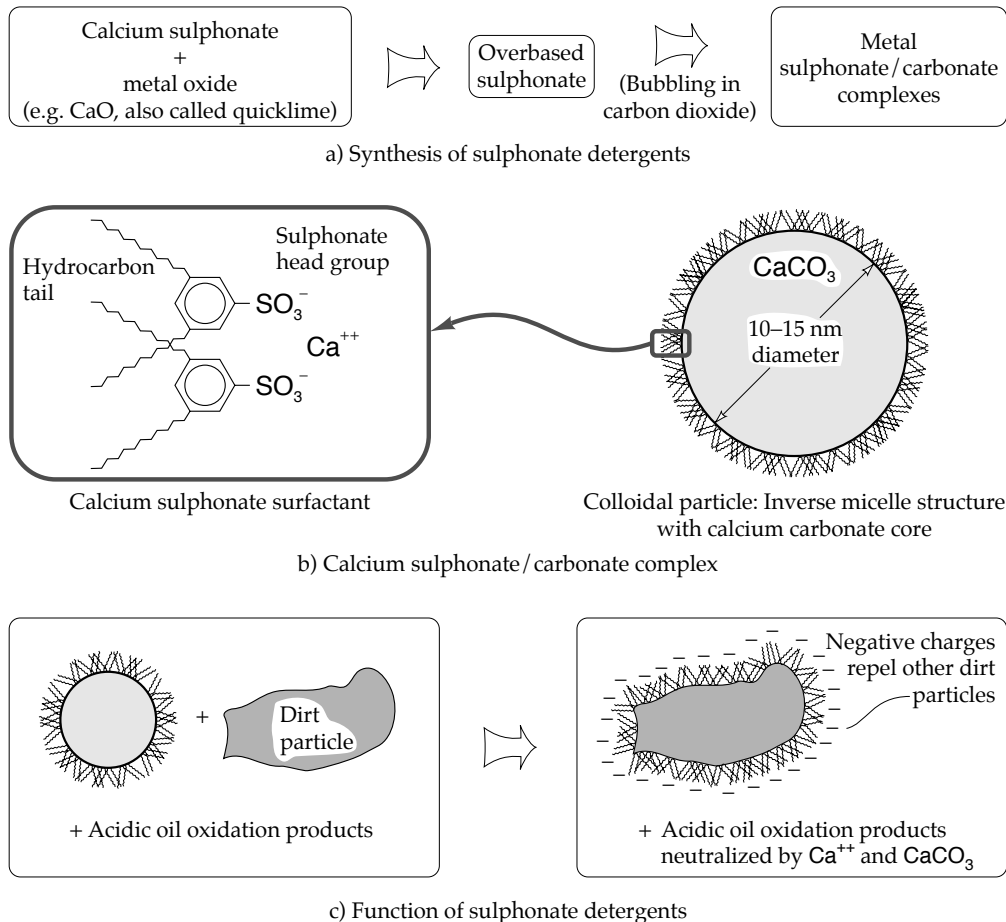 Calcium sulphonate
+
metal oxide
(e.g. CaO, also called quicklime)
Overbased
sulphonate
(Bubbling in
carbon dioxide)
Metal
sulphonate/carbonate
complexes
a) Synthesis of sulphonate detergents
Hydrocarbon
tail
Sulphonate
head group
SO₃⁻
Ca⁺⁺
SO₃⁻
Calcium sulphonate surfactant
CaCO₃
10–15 nm
diameter
Colloidal particle: Inverse micelle structure
with calcium carbonate core
b) Calcium sulphonate/carbonate complex
+
Dirt
particle
+ Acidic oil oxidation products
Negative charges
repel other dirt
particles
+ Acidic oil oxidation products
neutralized by Ca⁺⁺ and CaCO₃
c) Function of sulphonate detergents